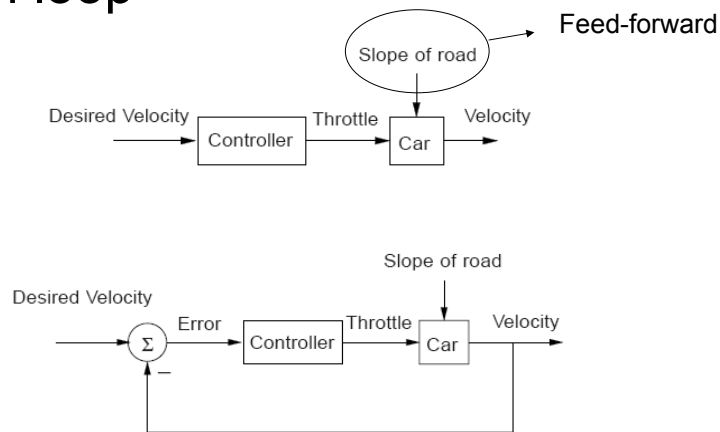 Feed-forward
Slope of road
Desired Velocity
Throttle
Velocity
Controller
Car
Slope of road
Desired Velocity
Error
Throttle
Velocity
Σ
Controller
Car
−